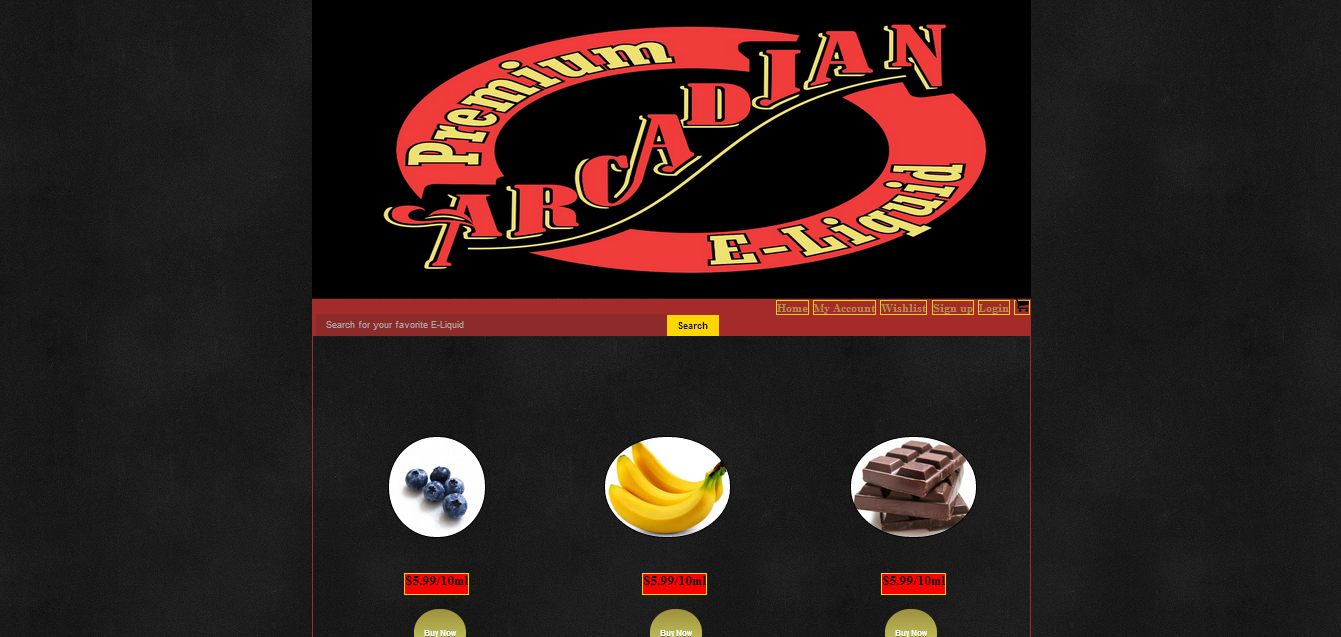 Premium
ARCADIAN
E-Liquid
Home My Account Wishlist Sign up Login
Search for your favorite E-Liquid Search
$5.99/10ml $5.99/10ml $5.99/10ml
Buy Now Buy Now Buy Now